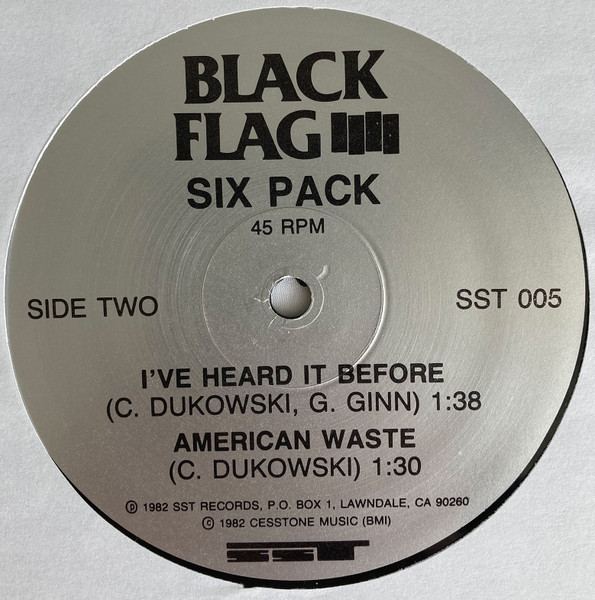 BLACK
FLAG
SIX PACK
45 RPM
SIDE TWO
SST 005
I'VE HEARD IT BEFORE
(C. DUKOWSKI, G. GINN) 1:38
AMERICAN WASTE
(C. DUKOWSKI) 1:30
℗ 1982 SST RECORDS, P.O. BOX 1, LAWNDALE, CA 90260
© 1982 CESSTONE MUSIC (BMI)
SST